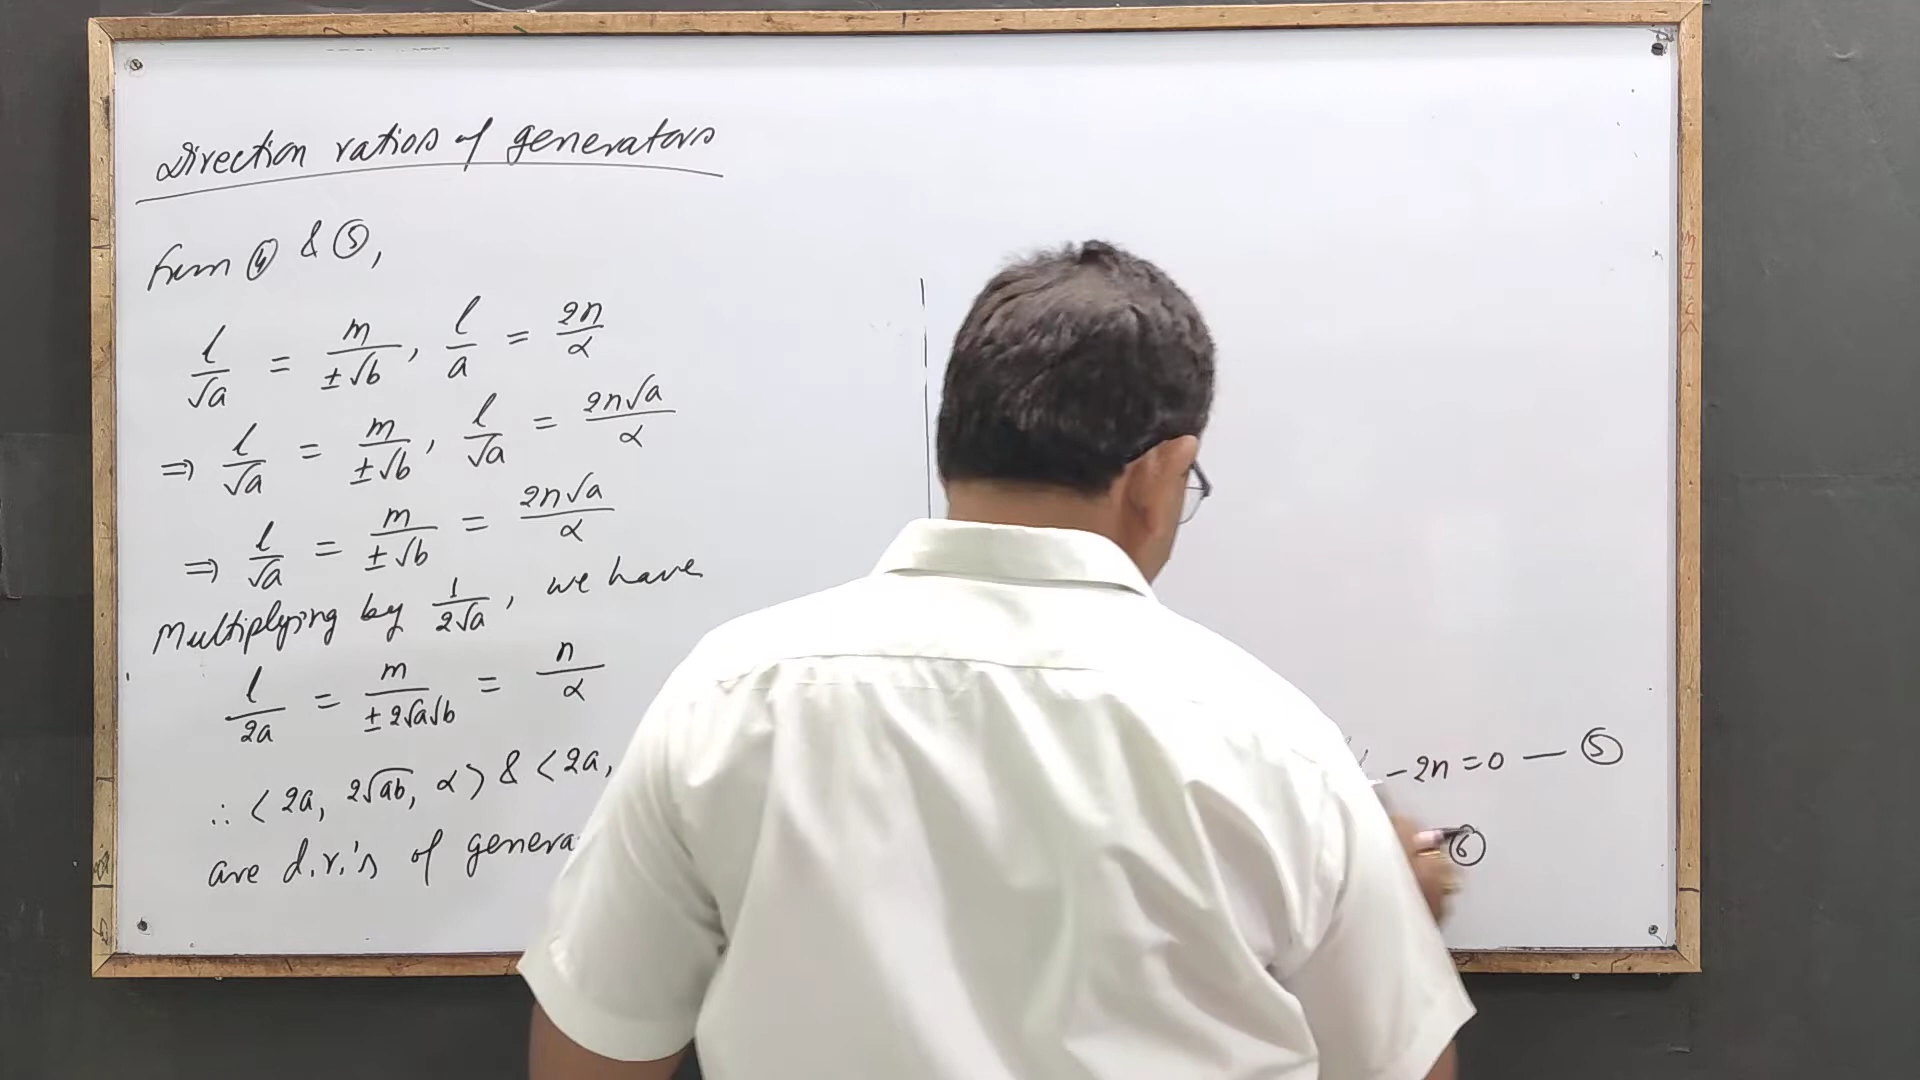 Direction ratios of generators
from ④ & ⑤,
l/√a = m/±√b, l/a = 2n/α
⇒ l/√a = m/±√b, l/√a = 2n√a/α
⇒ l/√a = m/±√b = 2n√a/α
Multiplying by 1/2√a, we have
l/2a = m/±2√a√b = n/α
∴ ⟨2a, 2√ab, α⟩ & ⟨2a,
are d.r.'s of
-2n=0 — ⑤
⑥